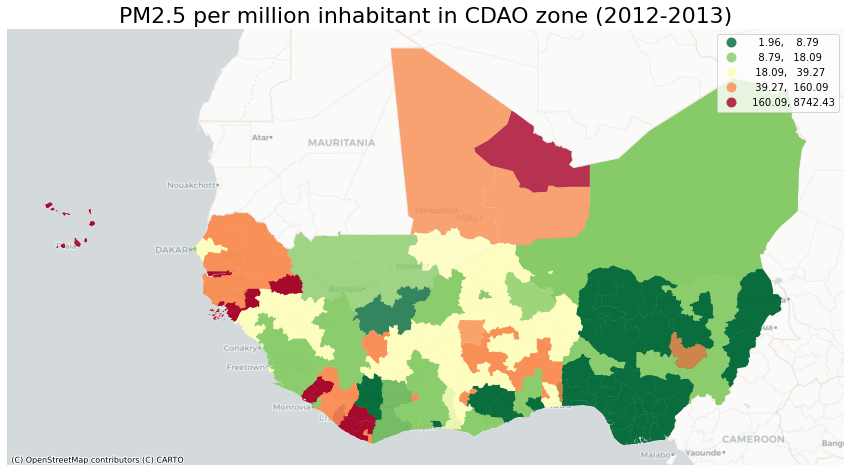 PM2.5 per million inhabitant in CDAO zone (2012-2013)
1.96, 8.79
8.79, 18.09
18.09, 39.27
39.27, 160.09
160.09, 8742.43
Atar
MAURITANIA
Nouakchott
Timbuktu
MALI
Praia
DAKAR
Djenné
Bamako
Conakry
Freetown
Monrovia
CAMEROON
Malabo
Yaounde
Bang
(C) OpenStreetMap contributors (C) CARTO